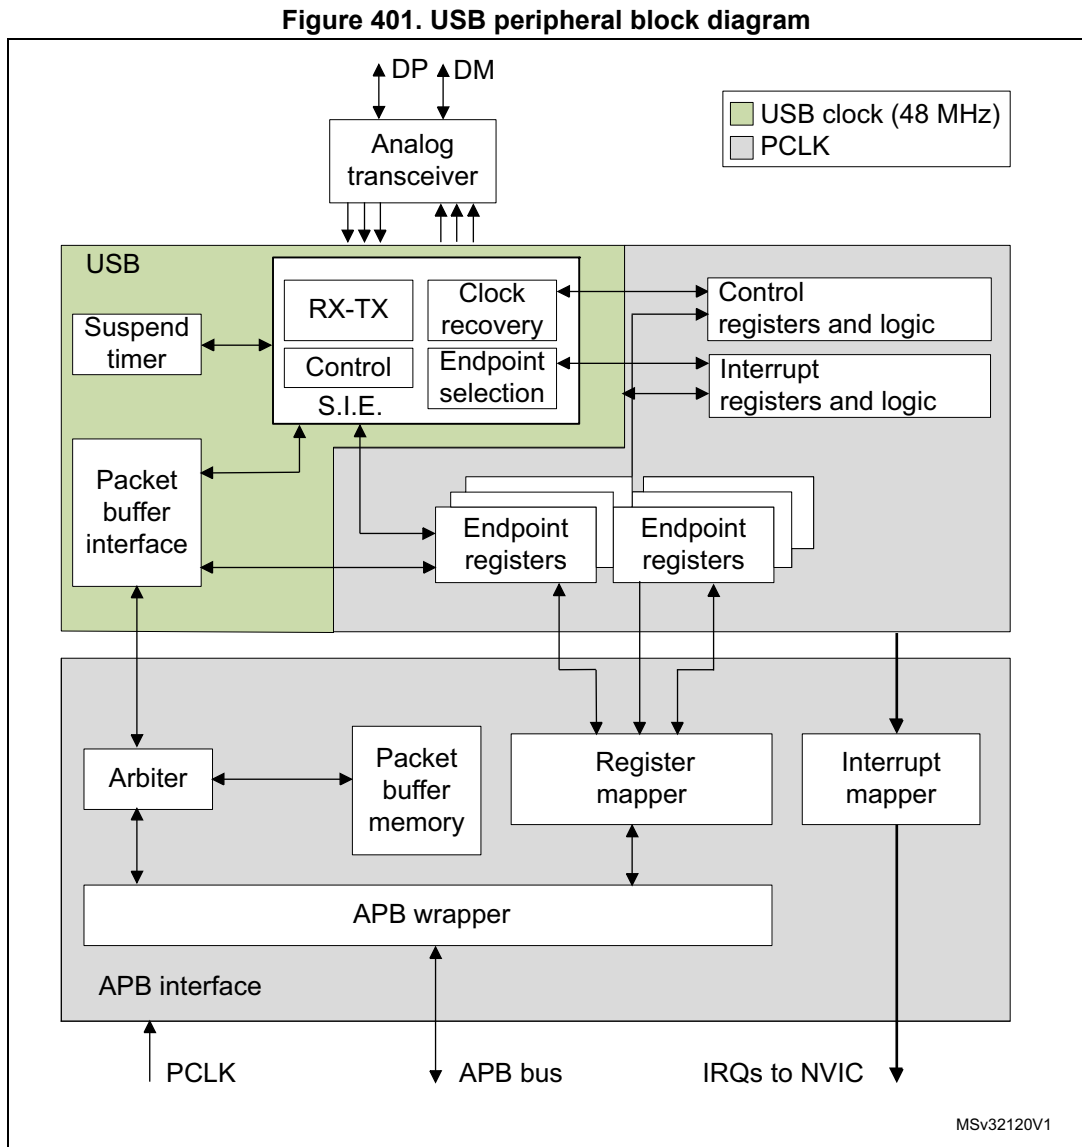 Figure 401. USB peripheral block diagram
DP
DM
Analog
transceiver
USB clock (48 MHz)
PCLK
USB
RX-TX
Clock
recovery
Control
registers and logic
Suspend
timer
Control
Endpoint
selection
Interrupt
registers and logic
S.I.E.
Packet
buffer
interface
Endpoint
registers
Endpoint
registers
Arbiter
Packet
buffer
memory
Register
mapper
Interrupt
mapper
APB wrapper
APB interface
PCLK
APB bus
IRQs to NVIC
MSv32120V1